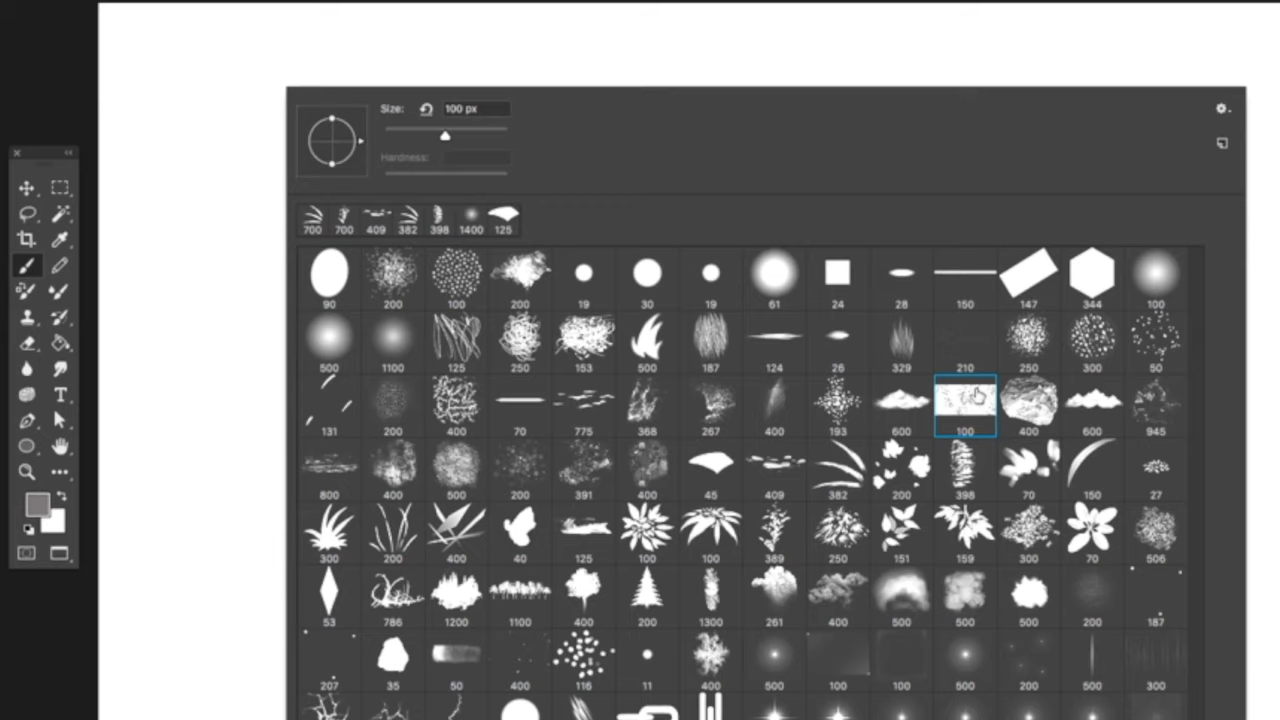 Size: 100 px
Hardness:
700 700 409 382 398 1400 125
90 200 100 200 19 30 19 61 24 28 150 147 344 100
500 1100 125 250 153 500 187 124 26 329 210 250 300 50
131 200 400 70 775 368 267 400 193 600 100 400 600 945
800 400 500 200 391 400 45 409 382 200 398 70 150 27
300 200 400 40 125 100 100 389 250 151 159 300 70 506
53 786 1200 1100 400 200 1300 261 400 500 500 500 200 187
207 35 50 400 116 11 400 500 100 100 500 200 500 300
T